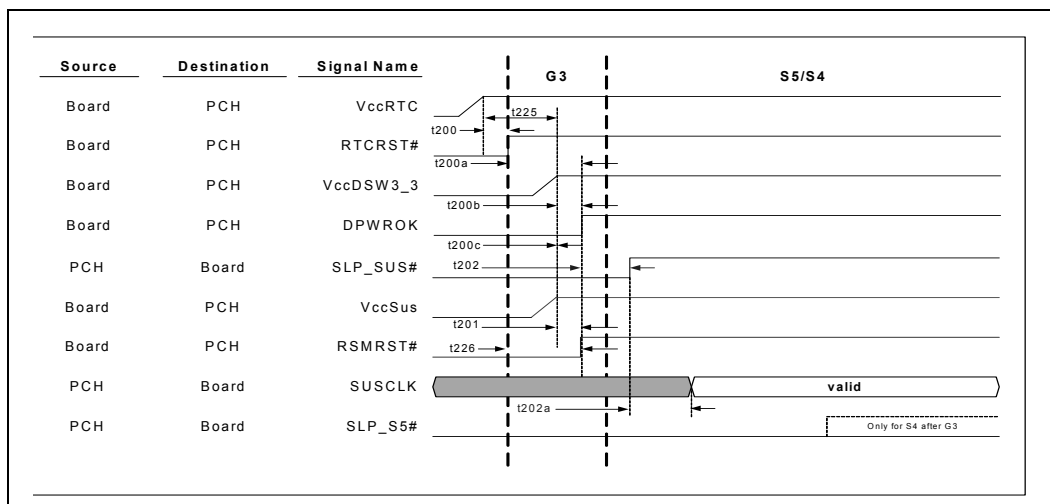 Source Destination Signal Name G3 S5/S4
Board PCH VccRTC
t225
t200
Board PCH RTCRST#
t200a
Board PCH VccDSW3_3
t200b
Board PCH DPWROK
t200c
PCH Board SLP_SUS#
t202
Board PCH VccSus
t201
Board PCH RSMRST#
t226
PCH Board SUSCLK valid
t202a
PCH Board SLP_S5# Only for S4 after G3